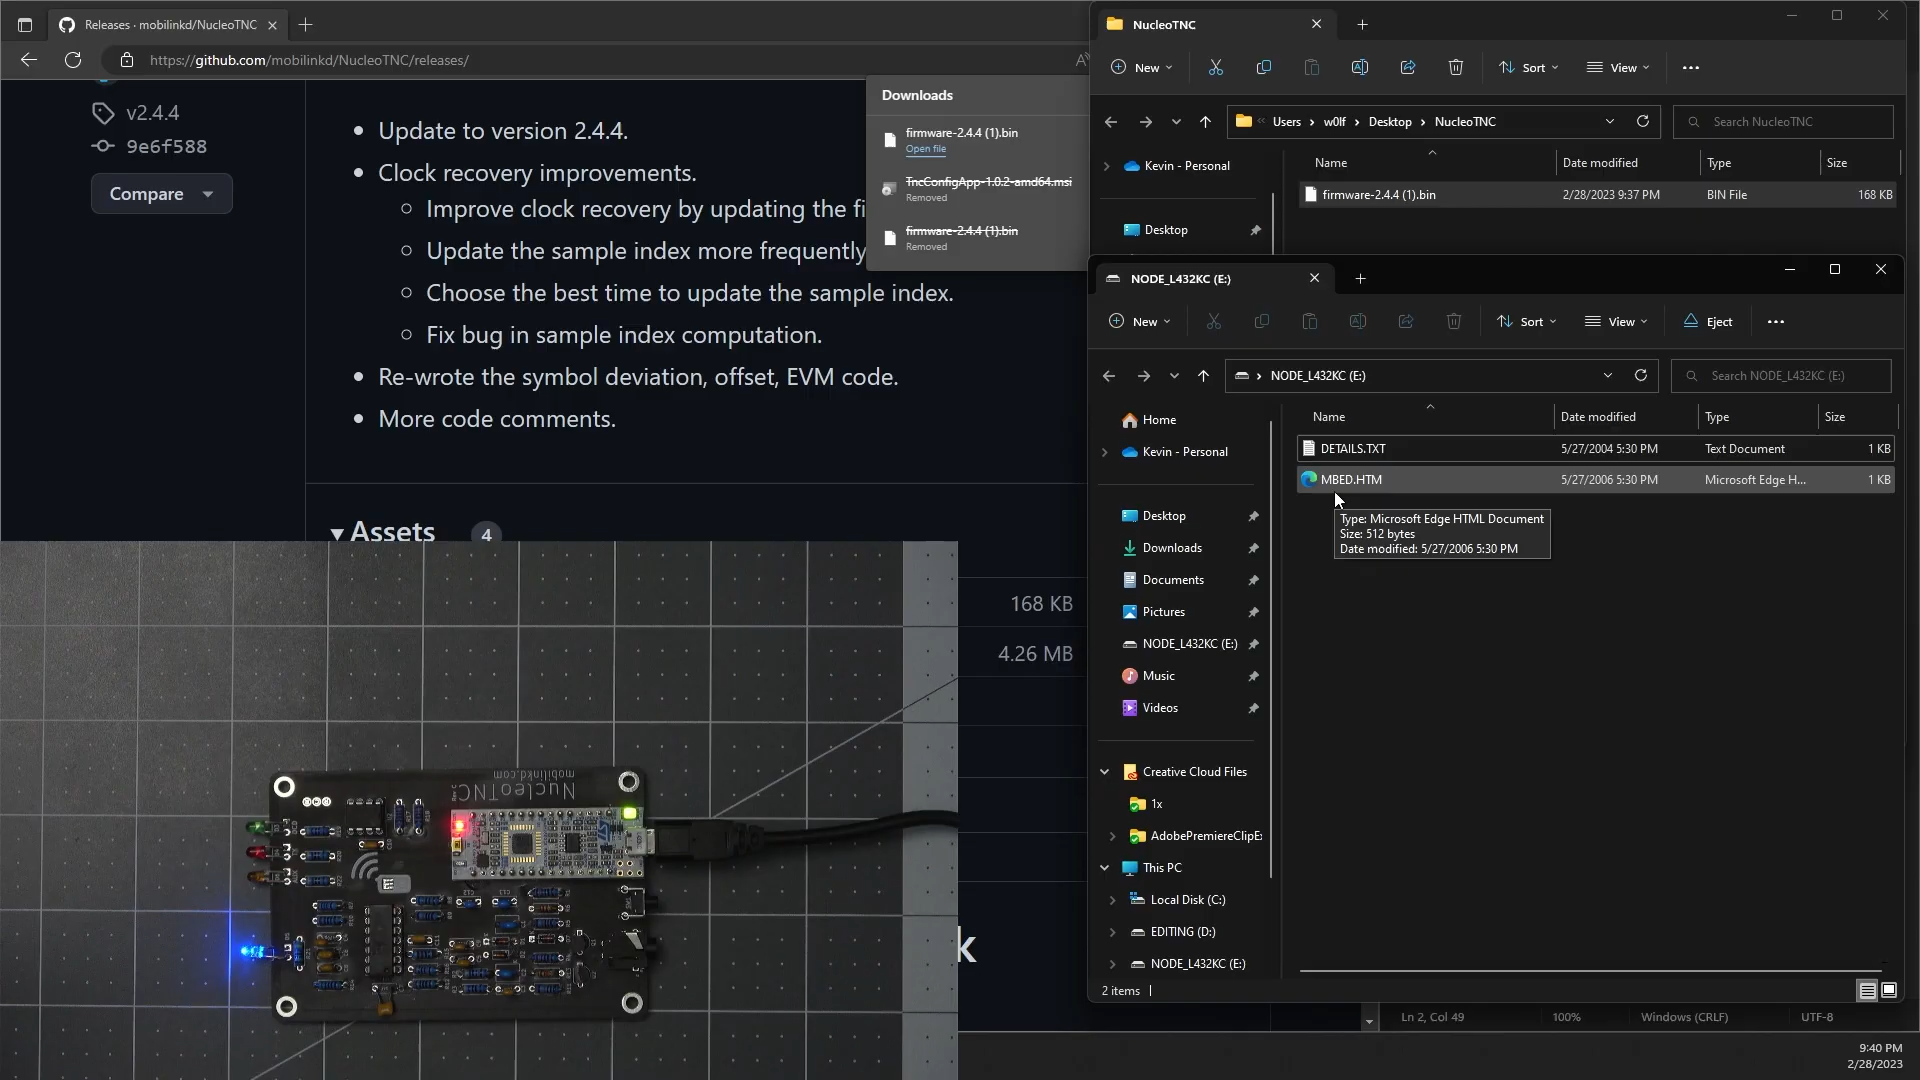 Releases · mobilinkd/NucleoTNC
https://github.com/mobilinkd/NucleoTNC/releases/
v2.4.4
9e6f588
Compare
Update to version 2.4.4.
Clock recovery improvements.
Improve clock recovery by updating the fi
Update the sample index more frequently
Choose the best time to update the sample index.
Fix bug in sample index computation.
Re-wrote the symbol deviation, offset, EVM code.
More code comments.
Assets 4
168 KB
4.26 MB
k
Downloads
firmware-2.4.4 (1).bin
Open file
TncConfigApp-1.0.2-amd64.msi
Removed
firmware-2.4.4 (1).bin
Removed
NucleoTNC
New Sort View
Users > w0lf > Desktop > NucleoTNC
Search NucleoTNC
Name Date modified Type Size
Kevin - Personal
Desktop
firmware-2.4.4 (1).bin 2/28/2023 9:37 PM BIN File 168 KB
NODE_L432KC (E:)
New Sort View Eject
NODE_L432KC (E:)
Search NODE_L432KC (E:)
Name Date modified Type Size
DETAILS.TXT 5/27/2004 5:30 PM Text Document 1 KB
MBED.HTM 5/27/2006 5:30 PM Microsoft Edge H... 1 KB
Type: Microsoft Edge HTML Document
Size: 512 bytes
Date modified: 5/27/2006 5:30 PM
Home
Kevin - Personal
Desktop
Downloads
Documents
Pictures
NODE_L432KC (E:)
Music
Videos
Creative Cloud Files
1x
AdobePremiereClipE
This PC
Local Disk (C:)
EDITING (D:)
NODE_L432KC (E:)
2 items
Ln 2, Col 49 100% Windows (CRLF) UTF-8
9:40 PM
2/28/2023
mobilinkd.com
NucleoTNC